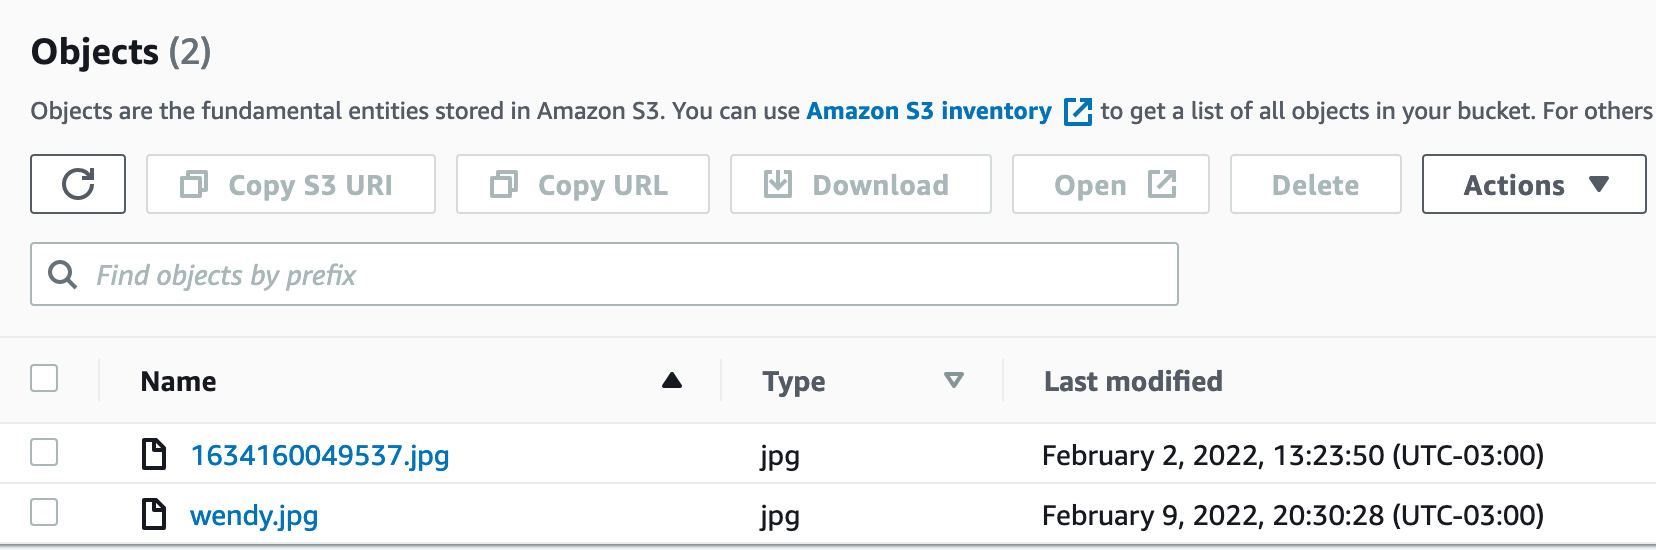 Objects (2)
Objects are the fundamental entities stored in Amazon S3. You can use Amazon S3 inventory to get a list of all objects in your bucket. For others
Copy S3 URI Copy URL Download Open Delete Actions
Find objects by prefix
Name Type Last modified
1634160049537.jpg jpg February 2, 2022, 13:23:50 (UTC-03:00)
wendy.jpg jpg February 9, 2022, 20:30:28 (UTC-03:00)